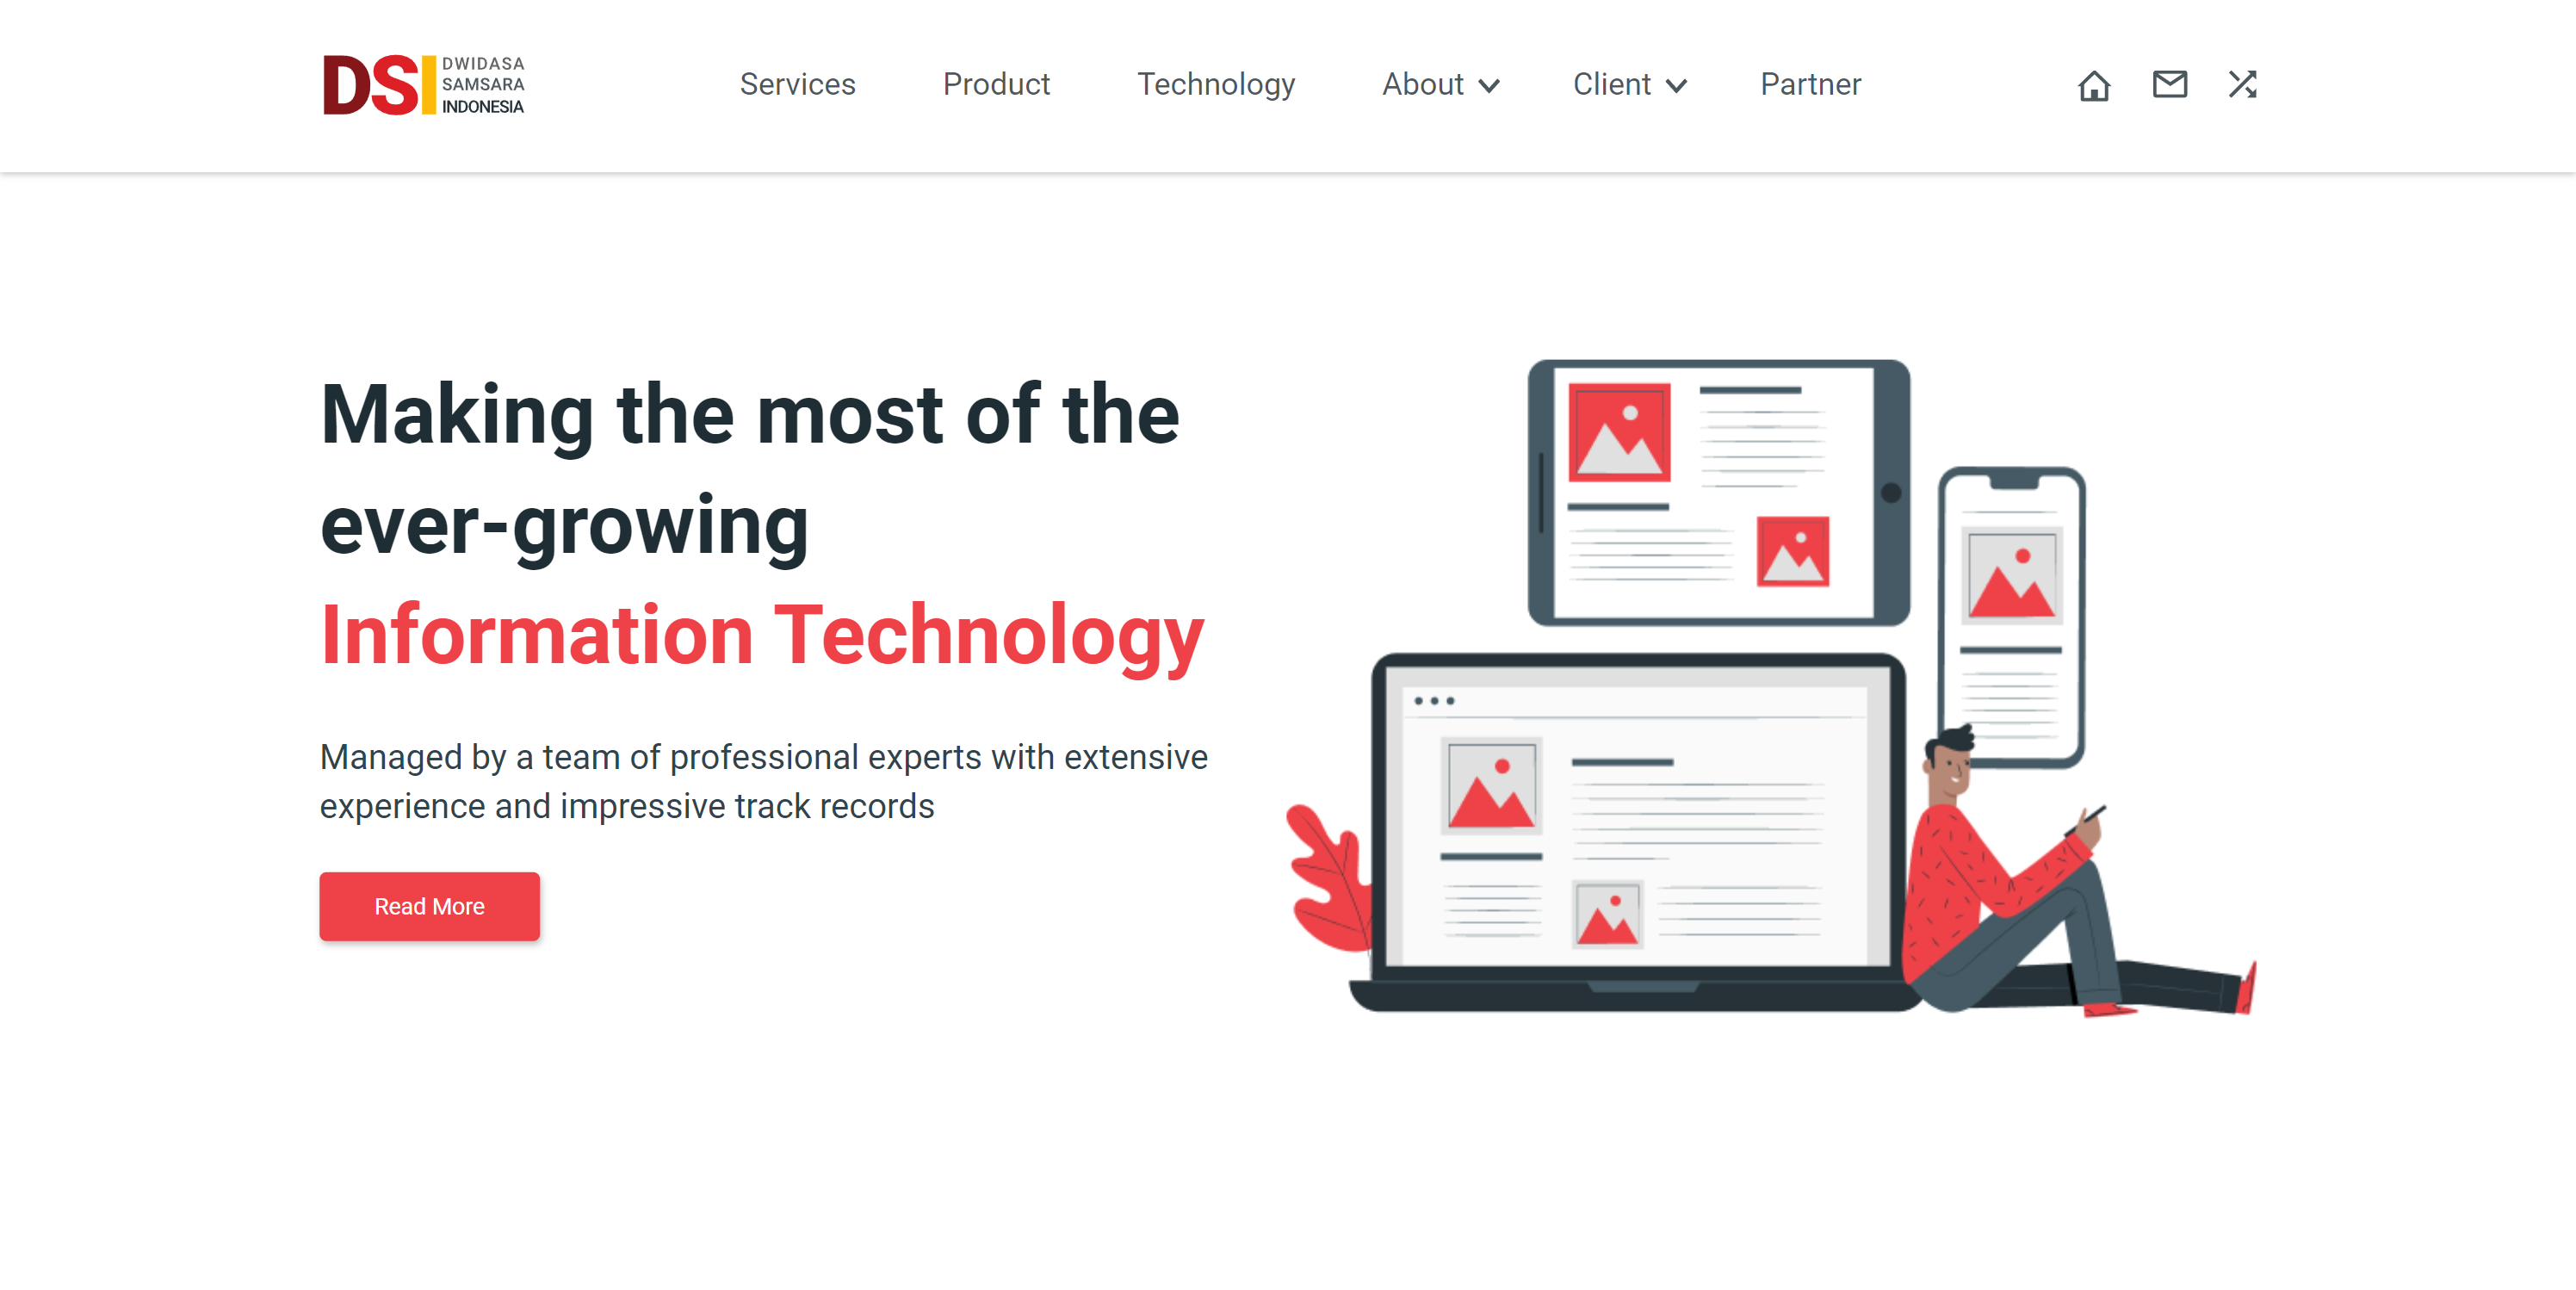 DSI
DWIDASA
SAMSARA
INDONESIA
Services
Product
Technology
About
Client
Partner
Making the most of the
ever-growing
Information Technology
Managed by a team of professional experts with extensive
experience and impressive track records
Read More